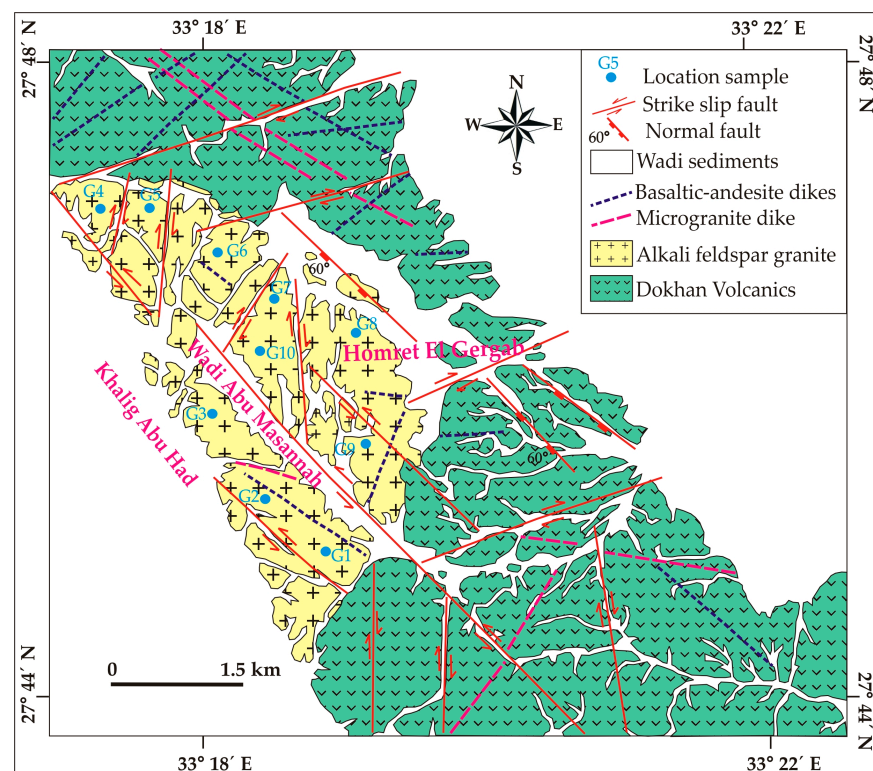 33° 18´ E
33° 22´ E
27° 48´ N
27° 48´ N
G5
Location sample
Strike slip fault
60°
Normal fault
Wadi sediments
Basaltic-andesite dikes
Microgranite dike
Alkali feldspar granite
Dokhan Volcanics
N
W
E
S
G4
G5
G6
60°
G7
G8
G10
Homret El Gergab
Wadi Abu Masannah
Khalig Abu Had
G3
G9
60°
G2
G1
0
1.5 km
27° 44´ N
27° 44´ N
33° 18´ E
33° 22´ E